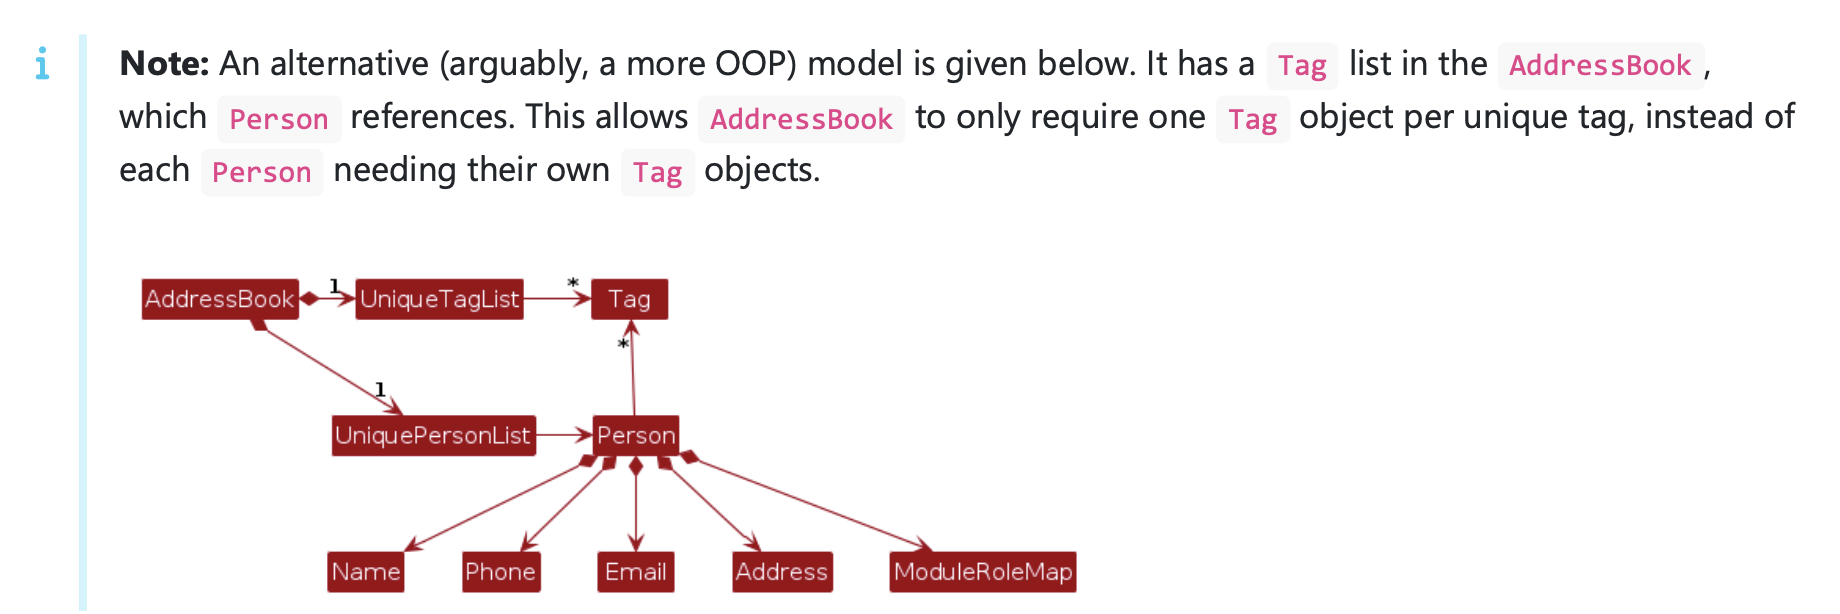 i
Note: An alternative (arguably, a more OOP) model is given below. It has a Tag list in the AddressBook,
which Person references. This allows AddressBook to only require one Tag object per unique tag, instead of
each Person needing their own Tag objects.
AddressBook 1 UniqueTagList * Tag
*
1
UniquePersonList Person
Name Phone Email Address ModuleRoleMap